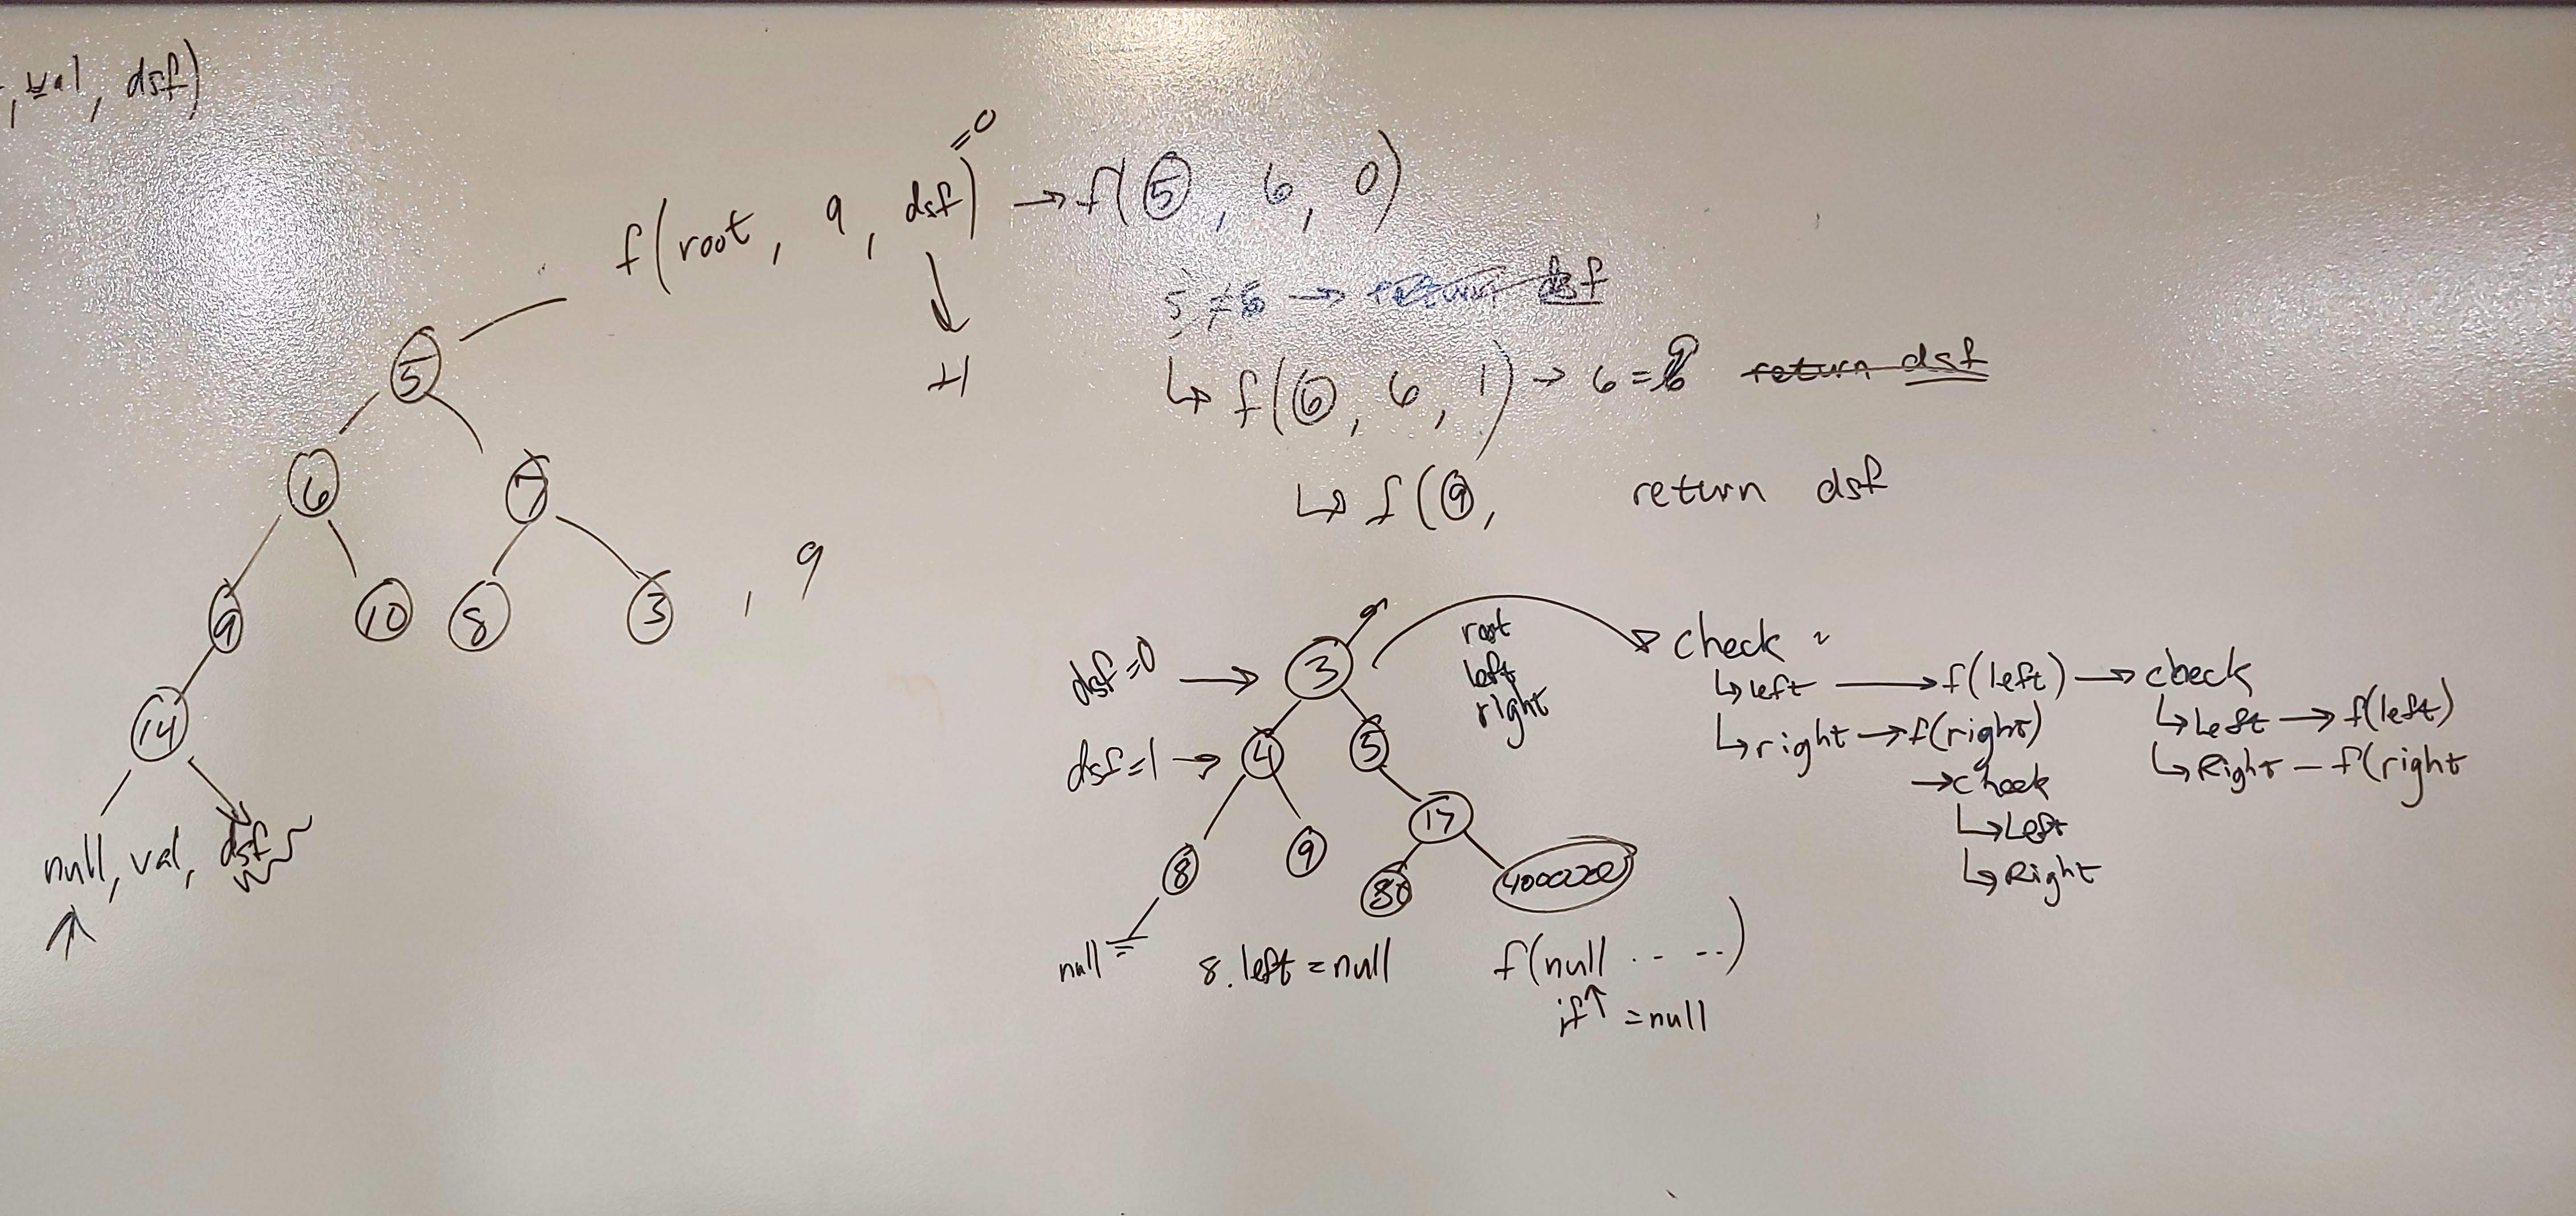 , val, dsf)
=0
f(root, 9, dsf) → f(5, 6, 0)
5 ≠ 6 → return dsf
+1
↳ f(6, 6, 1) → 6 = return dsf
↳ f(9, return dsf
5
6 7
9 10 8 3 , 9
14
null, val, dsf
dsf=0 → 3
root
left
right
check
↳ left → f(left) → check
↳ Left → f(left)
↳ right → f(right)
↳ Right – f(right
→ check
↳ Left
↳ Right
dsf=1 → 4 5
17
8 9 30
null 8.left = null f(null .. ..)
if↑ = null